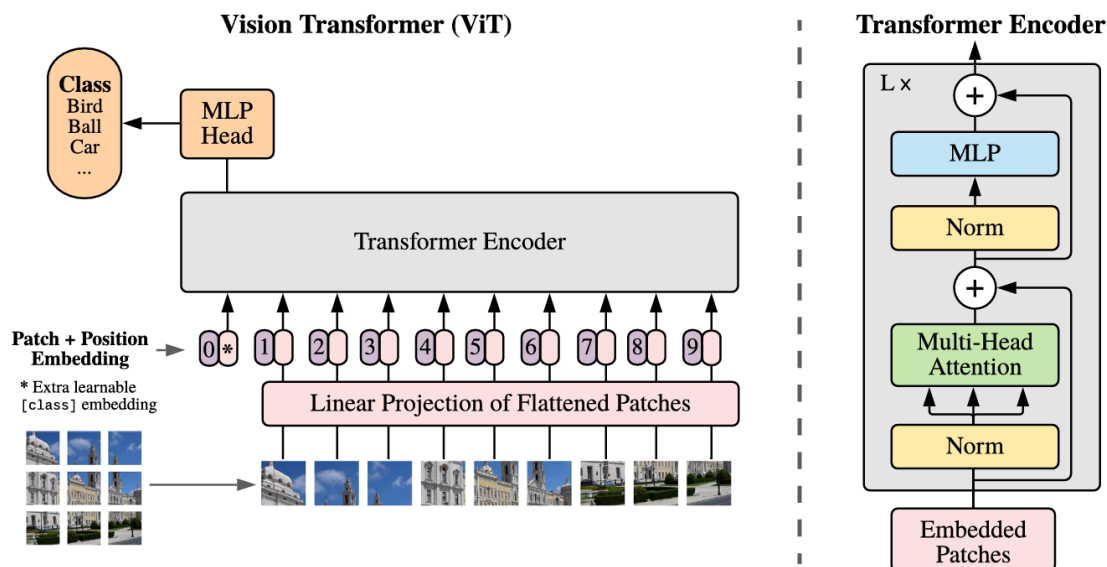 Vision Transformer (ViT)
Class
Bird
Ball
Car
...
MLP
Head
Transformer Encoder
Patch + Position
Embedding
0 * 1 2 3 4 5 6 7 8 9
* Extra learnable
[class] embedding
Linear Projection of Flattened Patches
Transformer Encoder
L ×
+
MLP
Norm
+
Multi-Head
Attention
Norm
Embedded
Patches